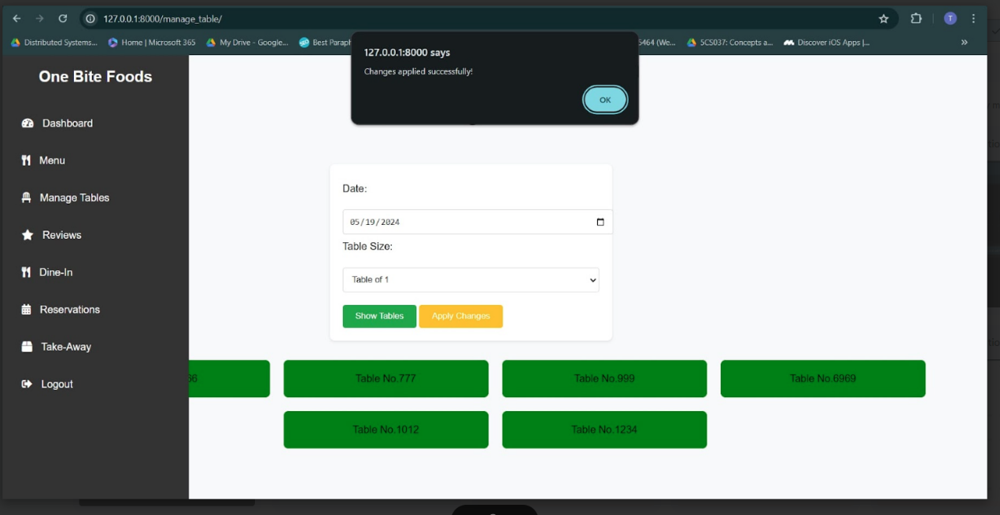 127.0.0.1:8000/manage_table/
T
Distributed Systems... Home | Microsoft 365 My Drive - Google... Best Paraph 5464 (We... 5CS037: Concepts a... Discover iOS Apps |... »
127.0.0.1:8000 says
Changes applied successfully!
OK
One Bite Foods
Dashboard
Menu
Manage Tables
Reviews
Dine-In
Reservations
Take-Away
Logout
Date:
05/19/2024
Table Size:
Table of 1
Show Tables Apply Changes
66 Table No.777 Table No.999 Table No.6969
Table No.1012 Table No.1234